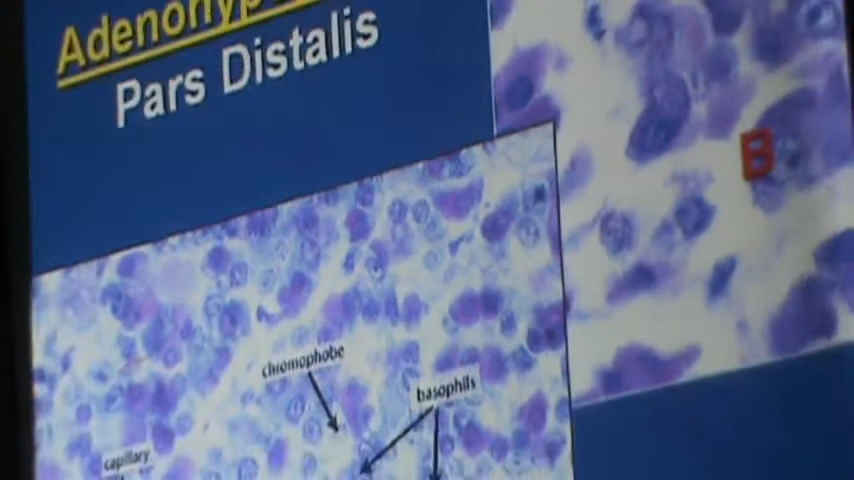 Pars Distalis
B
chromophobe
basophils
capillary